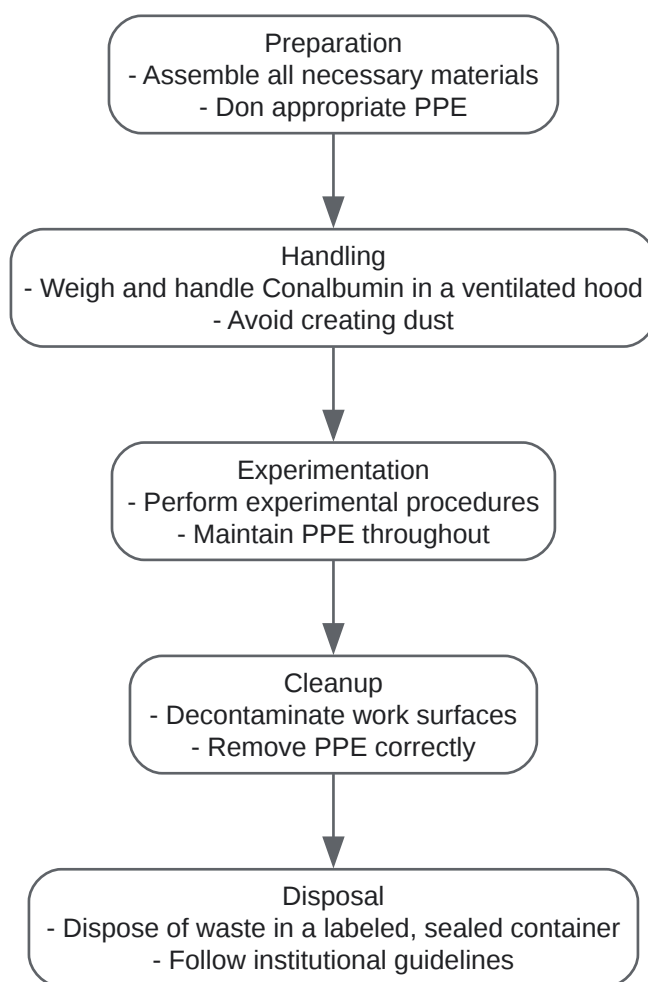 Preparation
- Assemble all necessary materials
- Don appropriate PPE
Handling
- Weigh and handle Conalbumin in a ventilated hood
- Avoid creating dust
Experimentation
- Perform experimental procedures
- Maintain PPE throughout
Cleanup
- Decontaminate work surfaces
- Remove PPE correctly
Disposal
- Dispose of waste in a labeled, sealed container
- Follow institutional guidelines